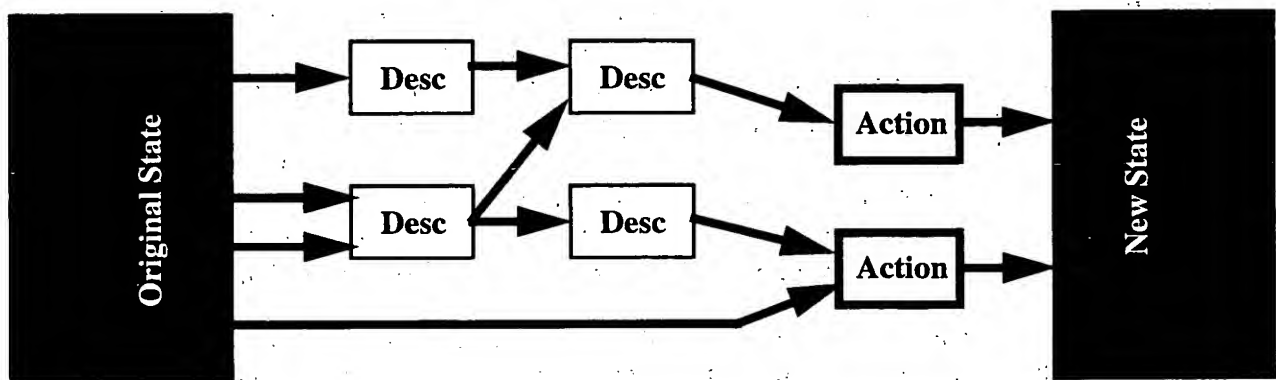 Original State
Desc
Desc
Action
Desc
Desc
Action
New State